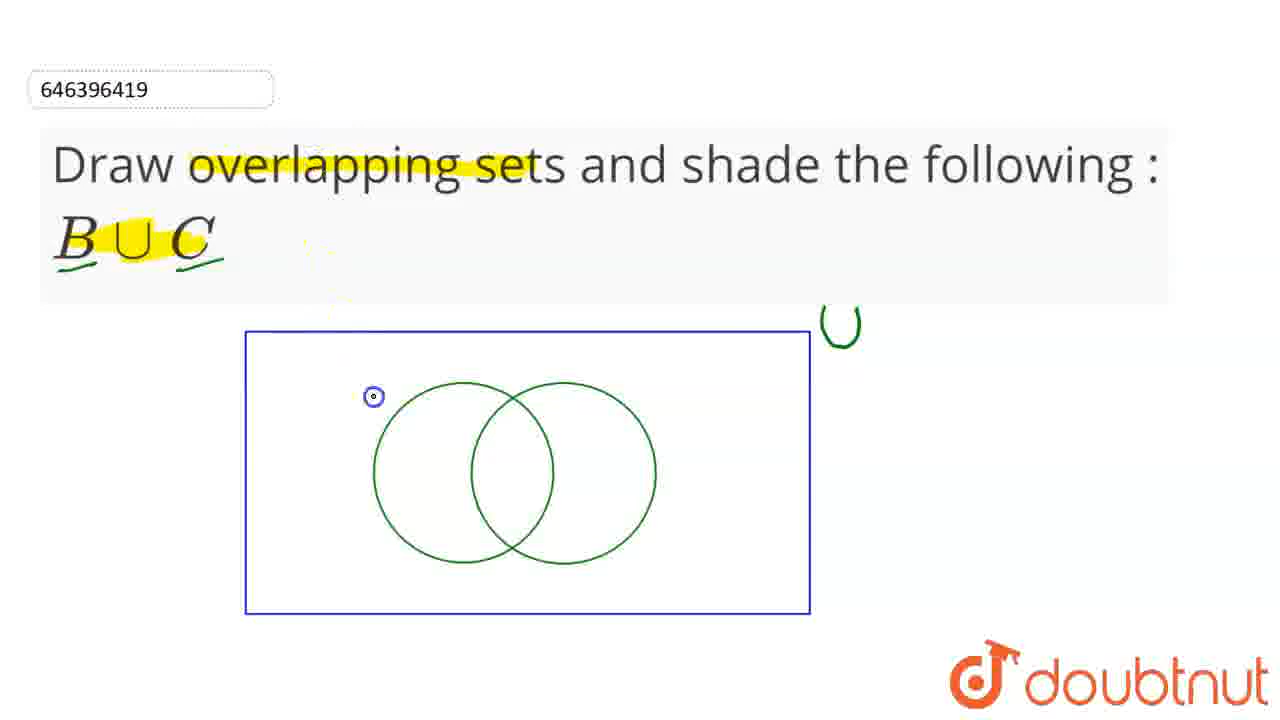 646396419
Draw overlapping sets and shade the following :
B ∪ C
U
doubtnut